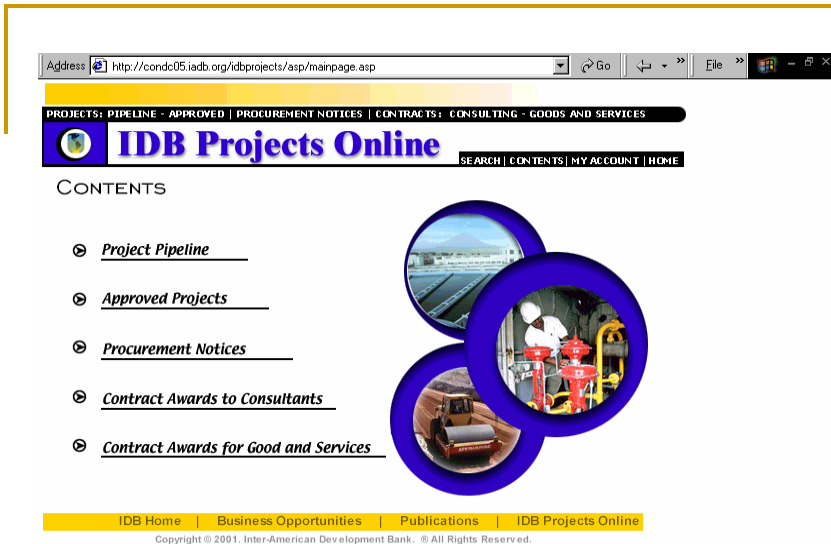 Address http://condc05.iadb.org/idbprojects/asp/mainpage.asp Go » File »
PROJECTS: PIPELINE - APPROVED | PROCUREMENT NOTICES | CONTRACTS: CONSULTING - GOODS AND SERVICES
IDB Projects Online
SEARCH | CONTENTS | MY ACCOUNT | HOME
CONTENTS
Project Pipeline
Approved Projects
Procurement Notices
Contract Awards to Consultants
Contract Awards for Good and Services
DYNAPAC
IDB Home | Business Opportunities | Publications | IDB Projects Online
Copyright © 2001. Inter-American Development Bank. ® All Rights Reserved.